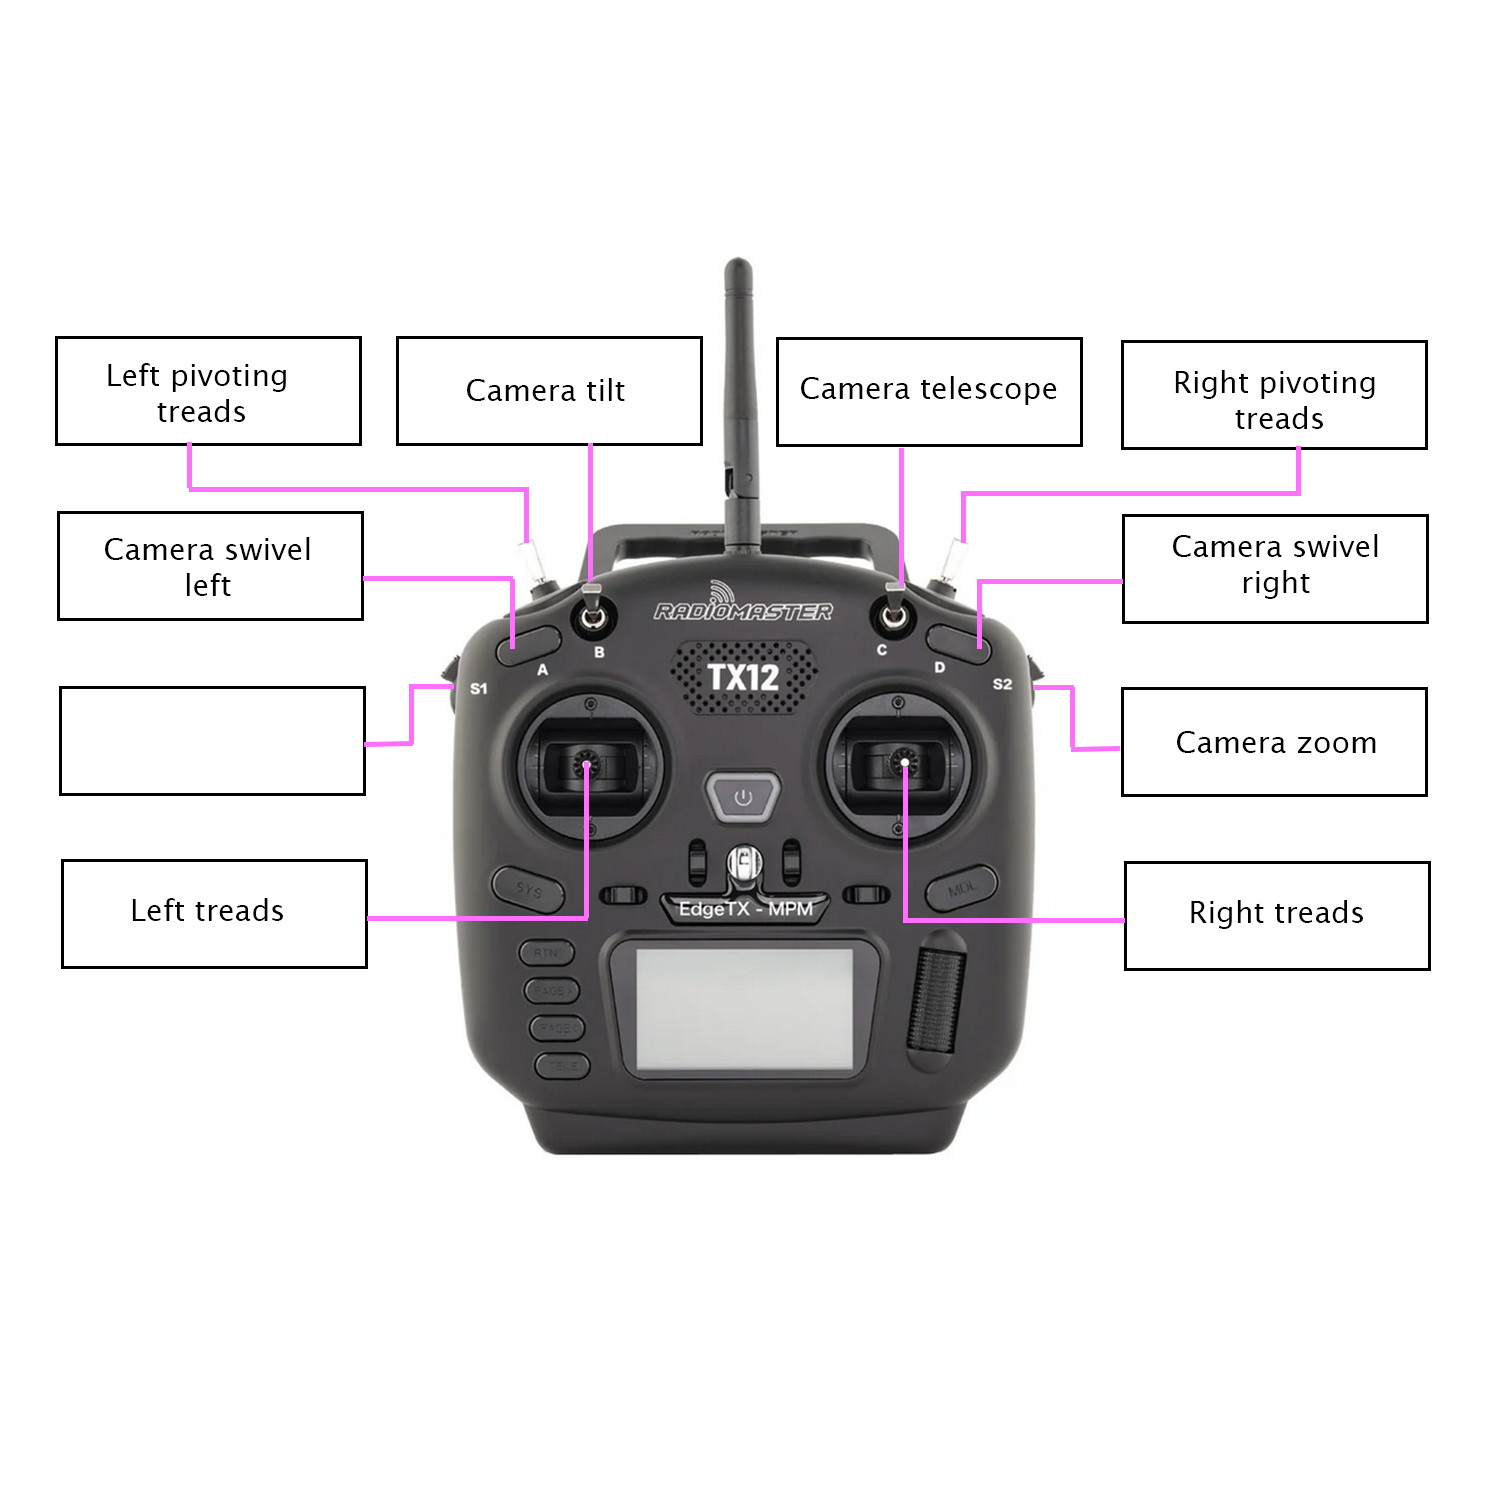 Left pivoting
treads
Camera tilt
Camera telescope
Right pivoting
treads
Camera swivel
left
Camera swivel
right
RADIOMASTER
A
B
C
D
TX12
S1
S2
Camera zoom
SYS
MDL
Left treads
EdgeTX - MPM
Right treads
RTN
PAGE >
PAGE <
TELE